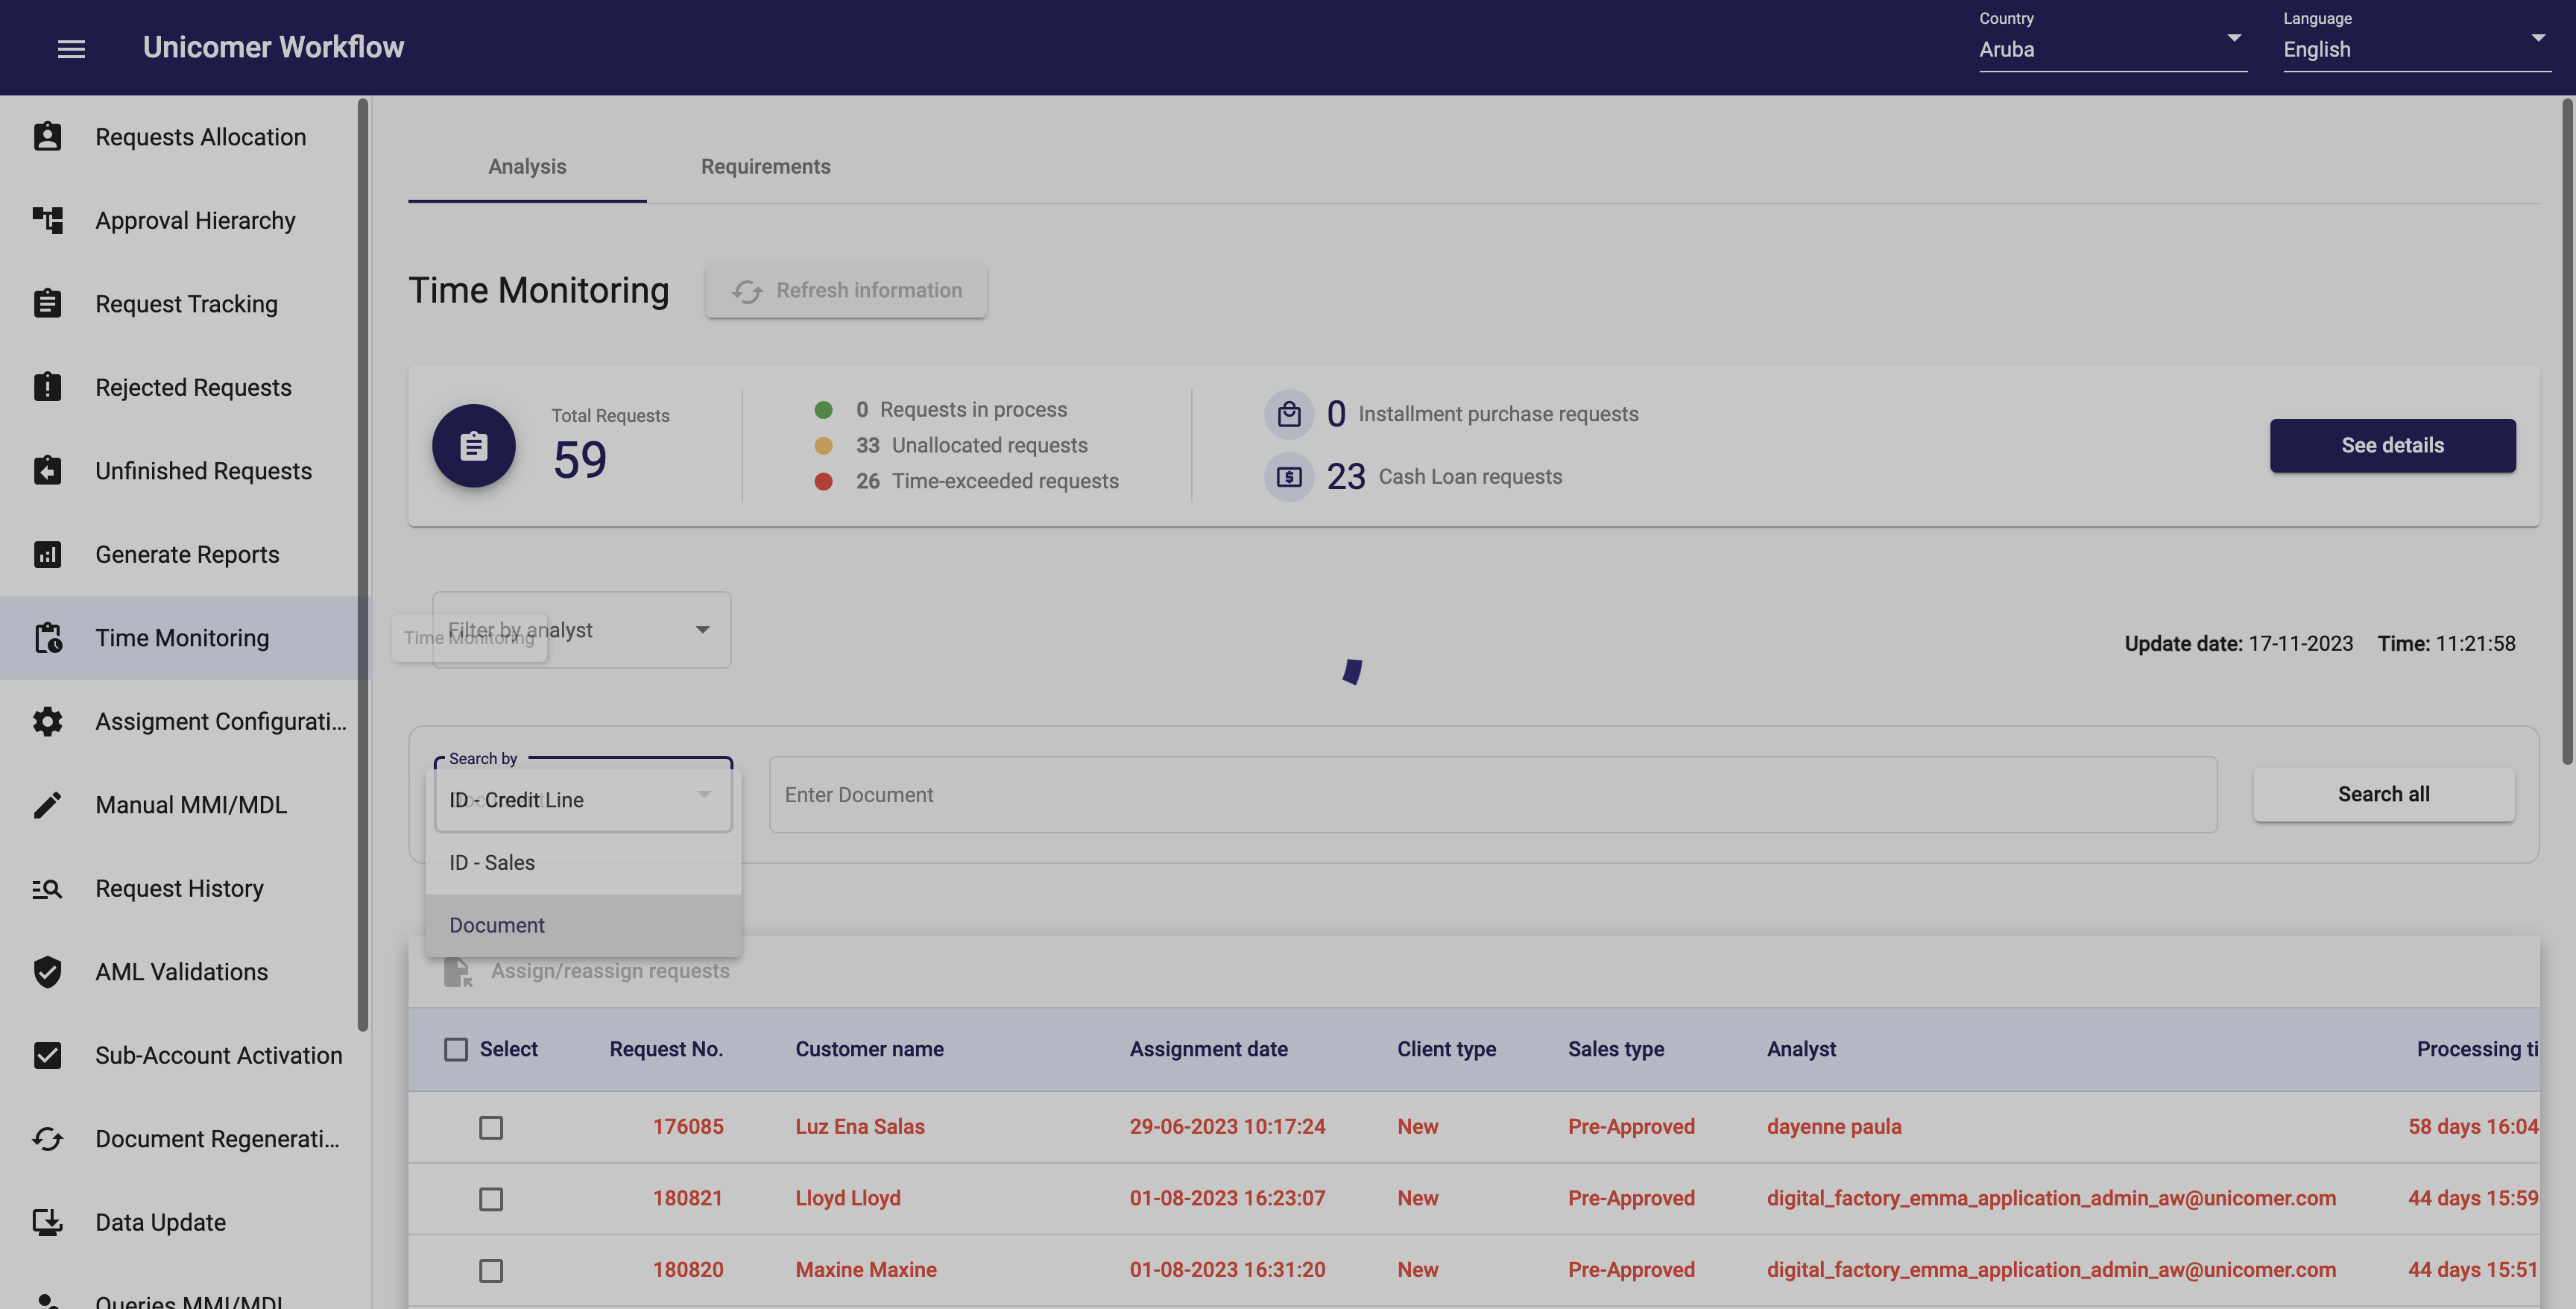 Unicomer Workflow
Country
Aruba
Language
English
Requests Allocation
Approval Hierarchy
Request Tracking
Rejected Requests
Unfinished Requests
Generate Reports
Time Monitoring
Assigment Configurati...
Manual MMI/MDL
Request History
AML Validations
Sub-Account Activation
Document Regenerati...
Data Update
Queries MMI/MDL
Analysis
Requirements
Time Monitoring
Refresh information
Total Requests
59
0 Requests in process
33 Unallocated requests
26 Time-exceeded requests
0 Installment purchase requests
23 Cash Loan requests
See details
Filter by analyst
Time Monitoring
Update date: 17-11-2023 Time: 11:21:58
Search by
Document
ID - Credit Line
ID - Sales
Document
Enter Document
Search all
Assign/reassign requests
Select Request No. Customer name Assignment date Client type Sales type Analyst Processing ti
176085 Luz Ena Salas 29-06-2023 10:17:24 New Pre-Approved dayenne paula 58 days 16:04
180821 Lloyd Lloyd 01-08-2023 16:23:07 New Pre-Approved digital_factory_emma_application_admin_aw@unicomer.com 44 days 15:59
180820 Maxine Maxine 01-08-2023 16:31:20 New Pre-Approved digital_factory_emma_application_admin_aw@unicomer.com 44 days 15:51